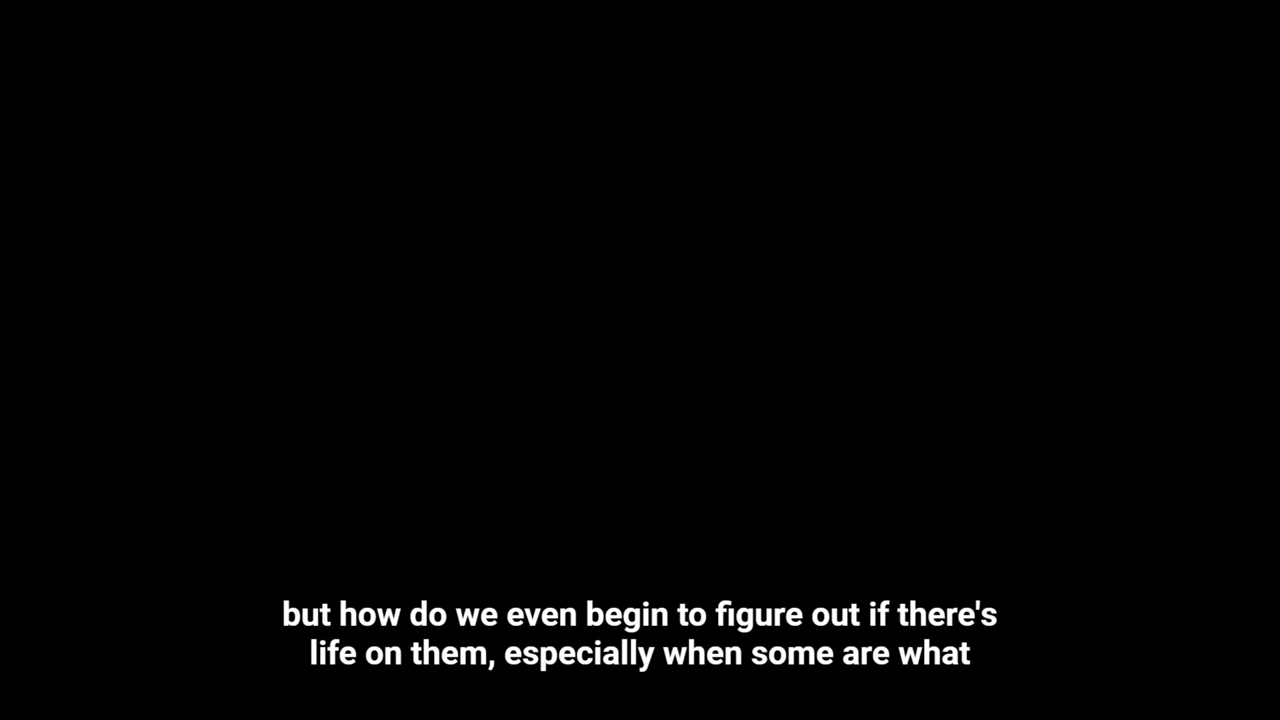 but how do we even begin to figure out if there's
life on them, especially when some are what